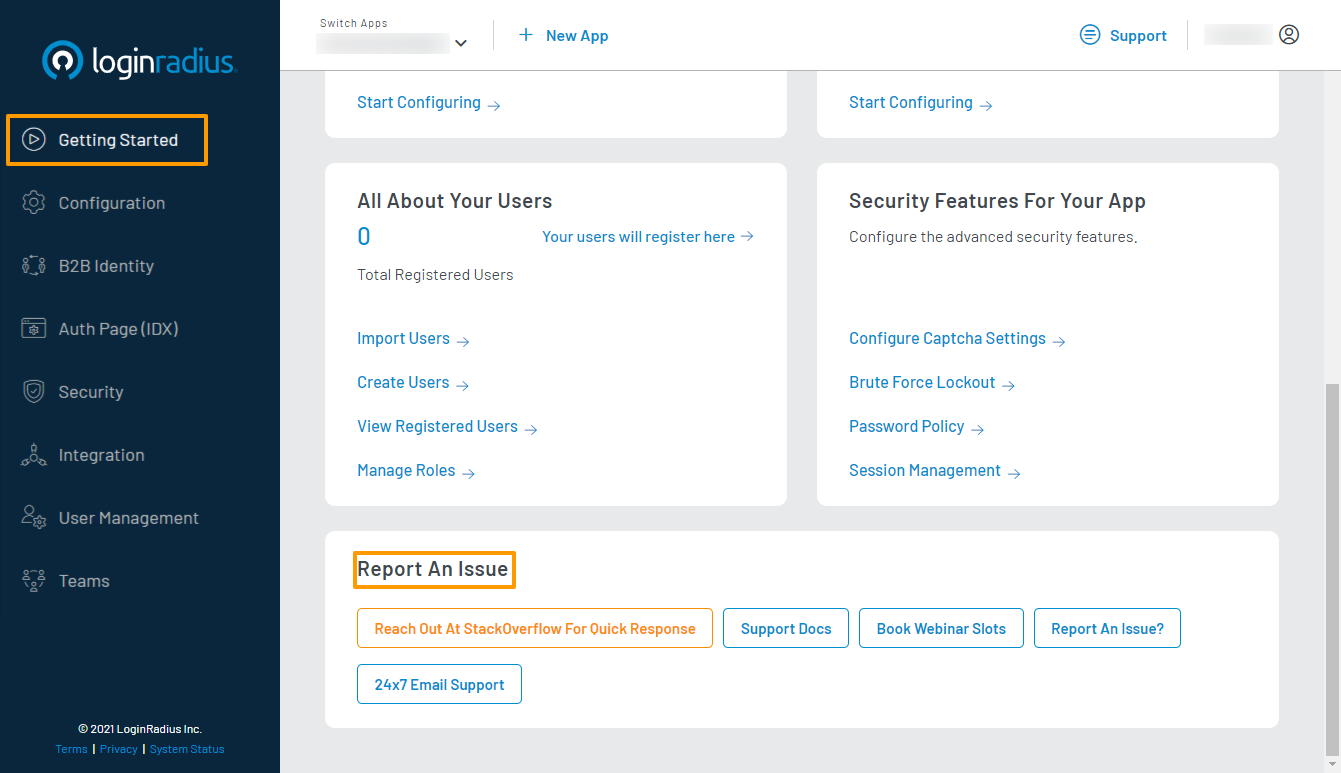 loginradius
Getting Started
Configuration
B2B Identity
Auth Page (IDX)
Security
Integration
User Management
Teams
© 2021 LoginRadius Inc.
Terms | Privacy | System Status
Switch Apps
+ New App
Support
Start Configuring →
Start Configuring →
All About Your Users
0
Your users will register here →
Total Registered Users
Import Users →
Create Users →
View Registered Users →
Manage Roles →
Security Features For Your App
Configure the advanced security features.
Configure Captcha Settings →
Brute Force Lockout →
Password Policy →
Session Management →
Report An Issue
Reach Out At StackOverflow For Quick Response
Support Docs
Book Webinar Slots
Report An Issue?
24x7 Email Support